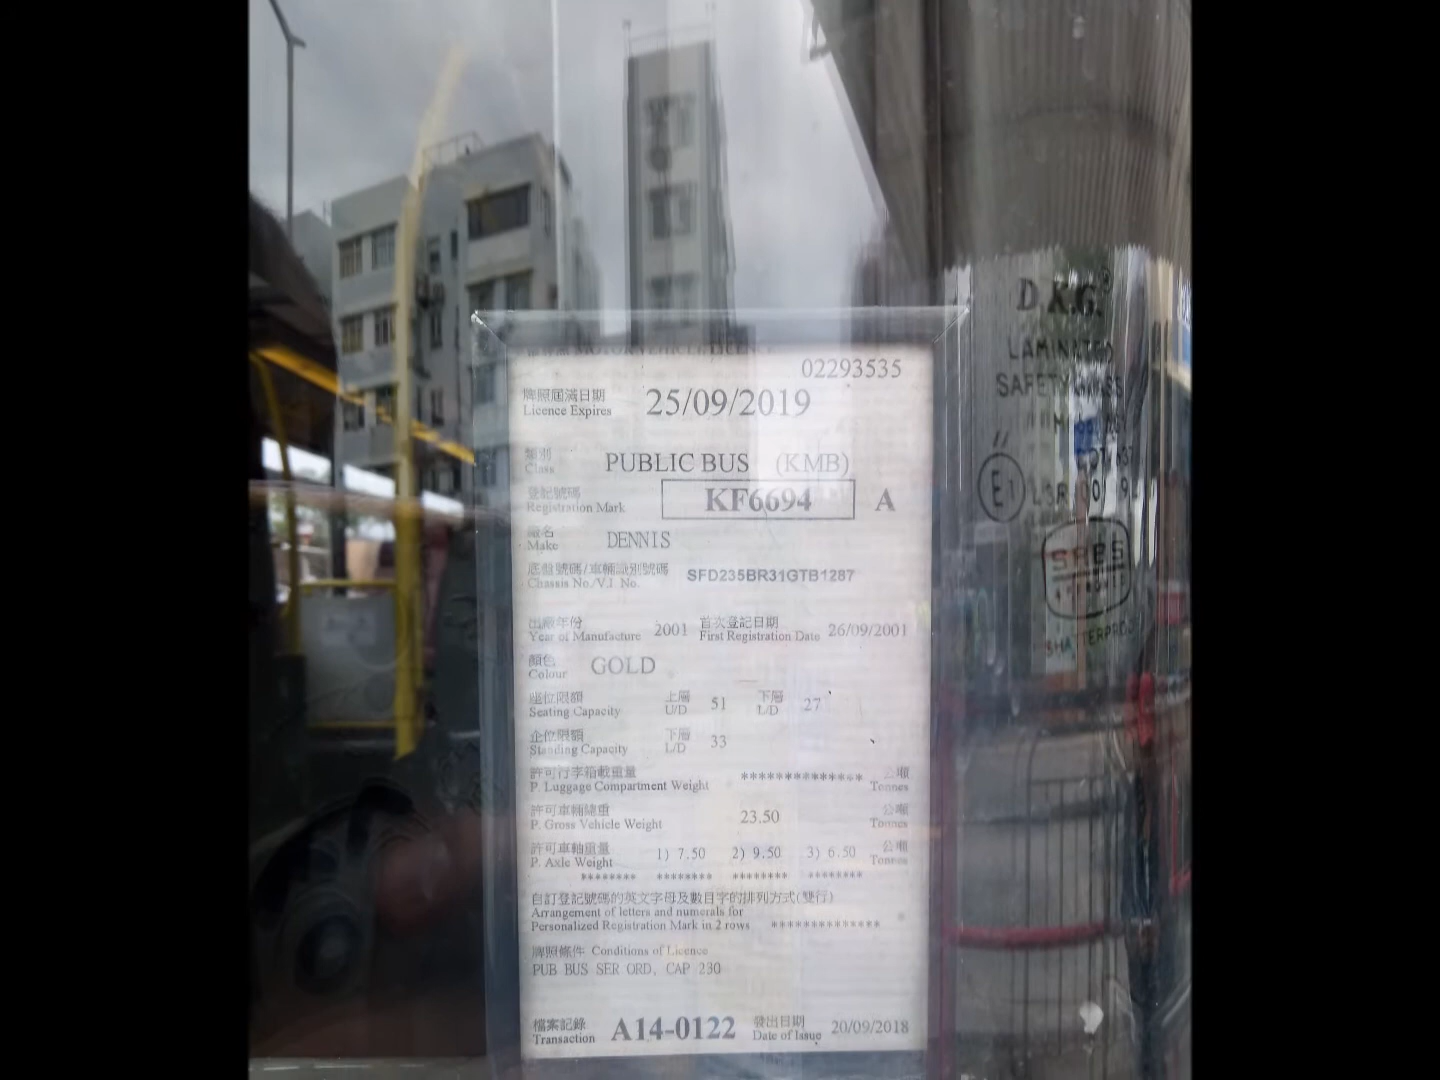 MOTOR VEHICLE LICENCE
02293535
牌照屆滿日期
Licence Expires 25/09/2019
類別
Class PUBLIC BUS (KMB)
登記號碼
Registration Mark KF6694 A
廠名
Make DENNIS
底盤號碼/車輛識別號碼
Chassis No./V.I. No. SFD235BR31GTB1287
出廠年份 首次登記日期
Year of Manufacture 2001 First Registration Date 26/09/2001
顏色
Colour GOLD
座位限額 上層 下層
Seating Capacity U/D 51 L/D 27
企位限額 下層
Standing Capacity L/D 33
許可行李箱載重量 公噸
P. Luggage Compartment Weight ************** Tonnes
許可車輛總重 公噸
P. Gross Vehicle Weight 23.50 Tonnes
許可車軸重量 公噸
P. Axle Weight 1) 7.50 2) 9.50 3) 6.50 Tonnes
******** ******** ******** ********
自訂登記號碼的英文字母及數目字的排列方式(雙行)
Arrangement of letters and numerals for
Personalized Registration Mark in 2 rows **************
牌照條件 Conditions of Licence
PUB BUS SER ORD, CAP 230
檔案記錄 發出日期
Transaction A14-0122 Date of Issue 20/09/2018
D.K.G.
LAMINATED
SAFETY GLASS
E1
SHATTERPROOF